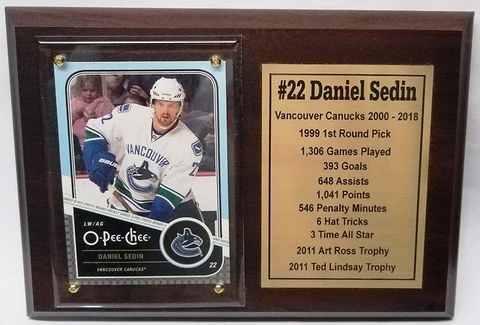 22
VANCOUVER
LW/AG
O-PEE-CHEE
DANIEL SEDIN
VANCOUVER CANUCKS
22
#22 Daniel Sedin
Vancouver Canucks 2000 - 2018
1999 1st Round Pick
1,306 Games Played
393 Goals
648 Assists
1,041 Points
546 Penalty Minutes
6 Hat Tricks
3 Time All Star
2011 Art Ross Trophy
2011 Ted Lindsay Trophy